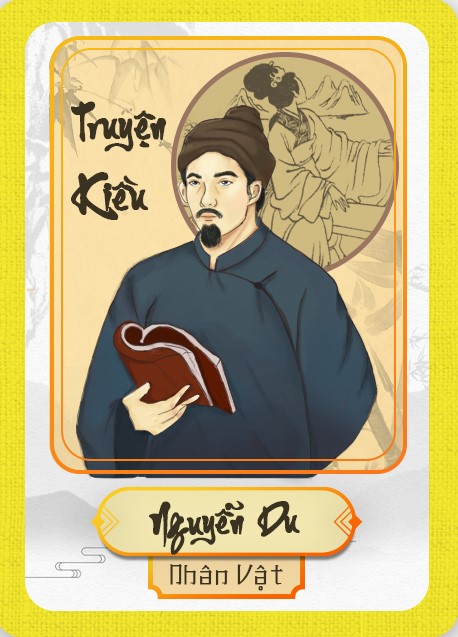 Truyện
Kiều
Nguyễn Du
Nhân Vật